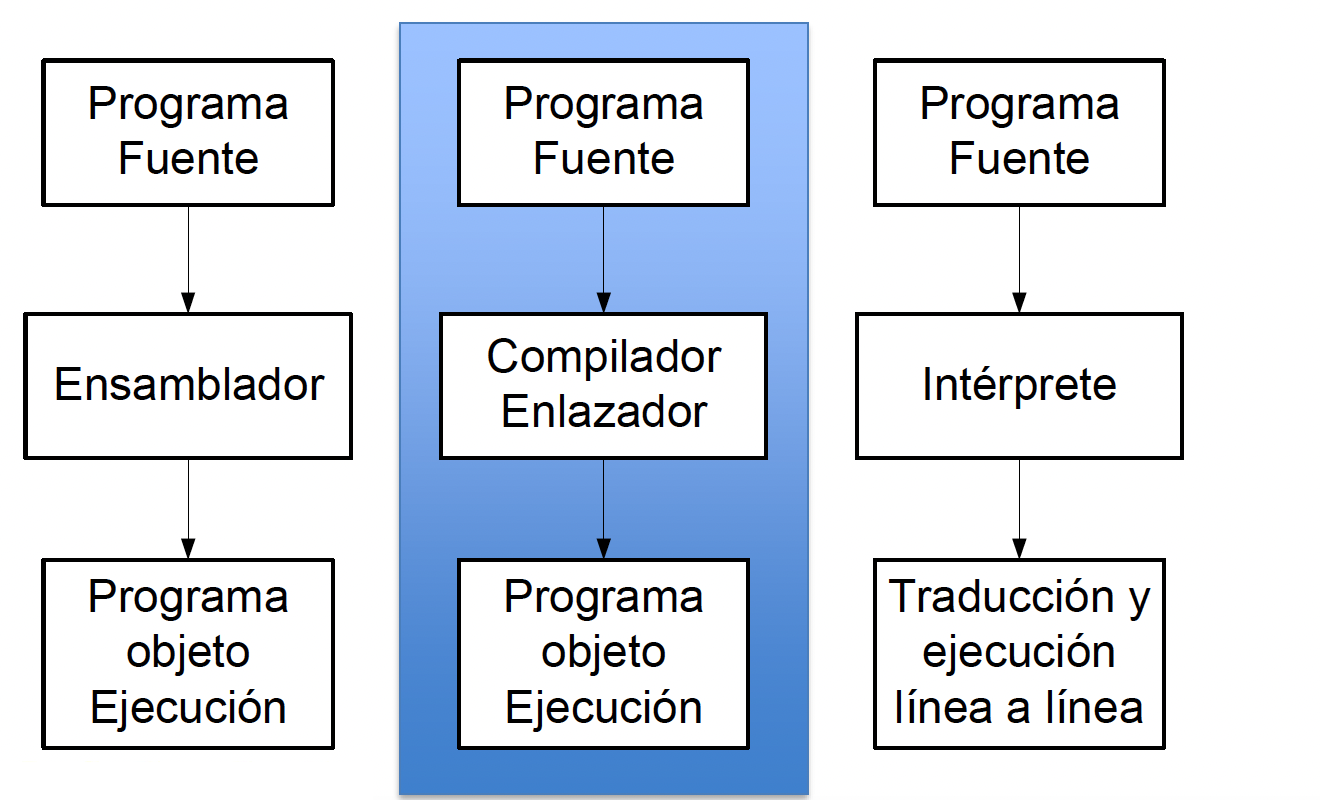 Programa
Fuente
Ensamblador
Programa
objeto
Ejecución
Programa
Fuente
Compilador
Enlazador
Programa
objeto
Ejecución
Programa
Fuente
Intérprete
Traducción y
ejecución
línea a línea